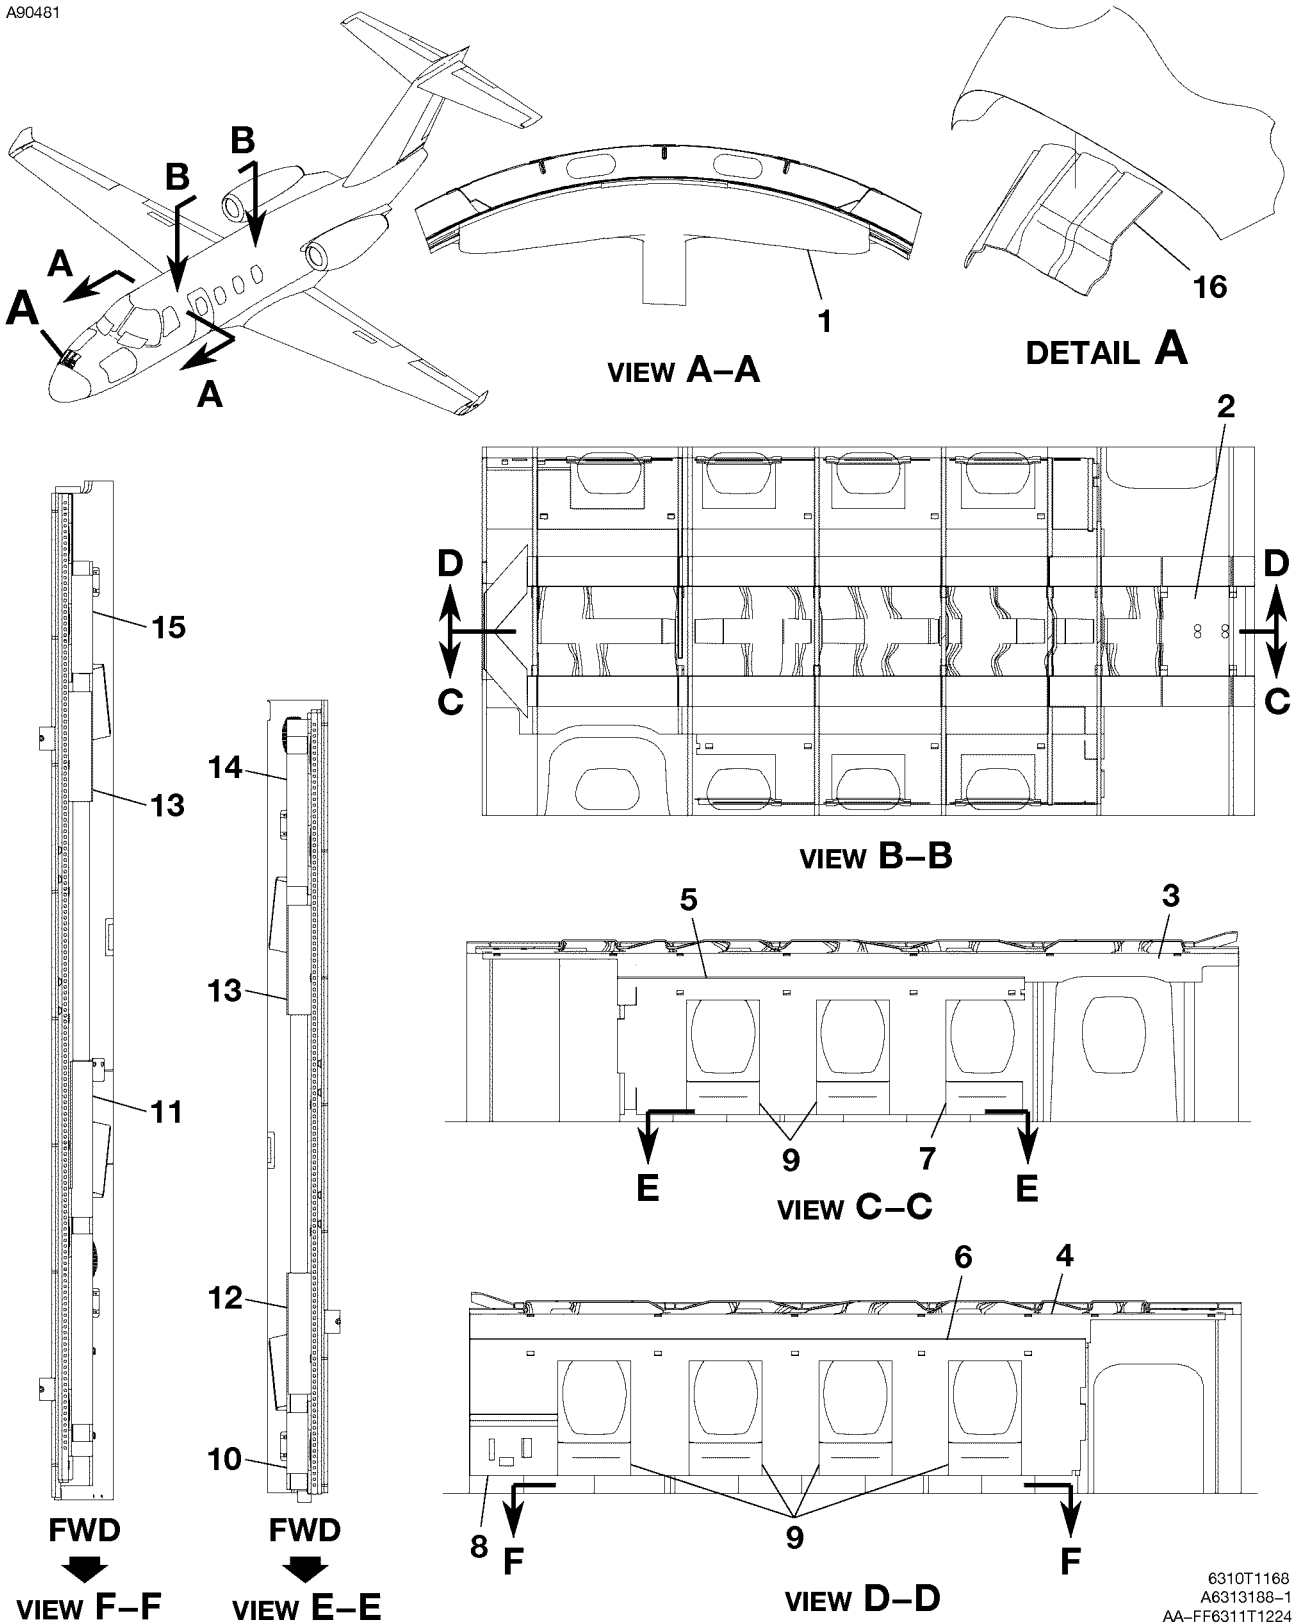 A90481
B
B
A
A
A
1
VIEW A–A
16
DETAIL A
2
D
D
C
C
VIEW B–B
15
13
11
FWD
VIEW F–F
14
13
12
10
FWD
VIEW E–E
5
3
9
7
E
E
VIEW C–C
6
4
8
9
F
F
VIEW D–D
6310T1168
A6313188–1
AA–FF6311T1224